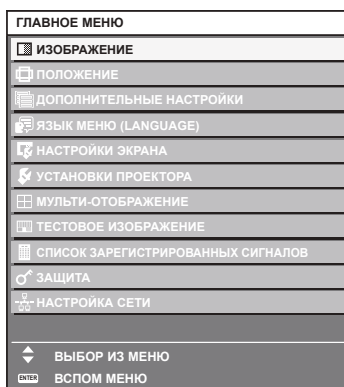 ГЛАВНОЕ МЕНЮ
ИЗОБРАЖЕНИЕ
ПОЛОЖЕНИЕ
ДОПОЛНИТЕЛЬНЫЕ НАСТРОЙКИ
ЯЗЫК МЕНЮ (LANGUAGE)
НАСТРОЙКИ ЭКРАНА
УСТАНОВКИ ПРОЕКТОРА
МУЛЬТИ-ОТОБРАЖЕНИЕ
ТЕСТОВОЕ ИЗОБРАЖЕНИЕ
СПИСОК ЗАРЕГИСТРИРОВАННЫХ СИГНАЛОВ
ЗАЩИТА
НАСТРОЙКА СЕТИ
ВЫБОР ИЗ МЕНЮ
ENTER ВСПОМ МЕНЮ